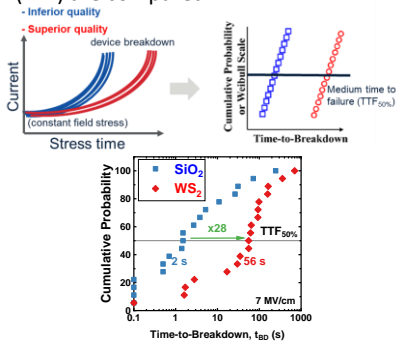 - Inferior quality
- Superior quality
device breakdown
Current
(constant field stress)
Stress time
Cumulative Probability
or Weibull Scale
Medium time to
failure (TTF50%)
Time-to-Breakdown
SiO2
WS2
Cumulative Probability
100
80
60
40
20
0
x28
TTF50%
2 s
56 s
7 MV/cm
0.1
1
10
100
1000
Time-to-Breakdown, tBD (s)